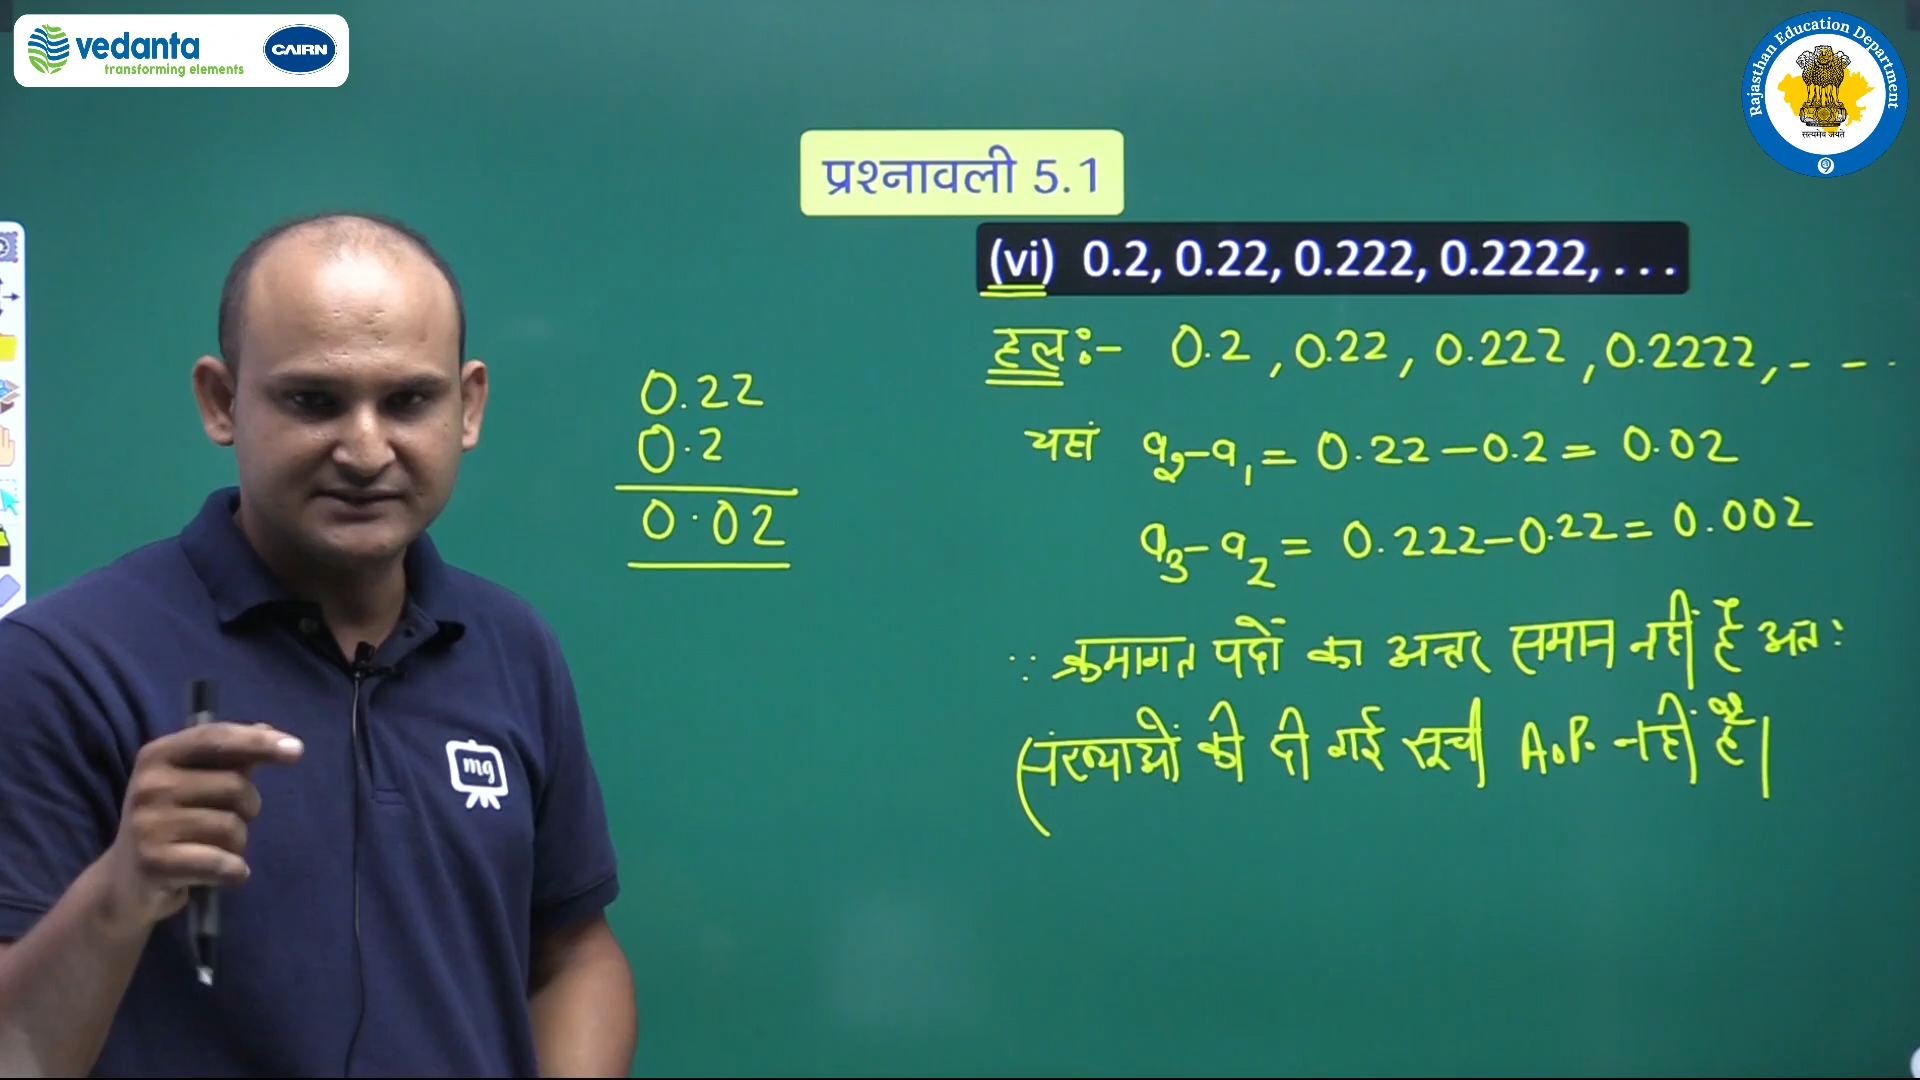 vedanta
transforming elements
CAIRN
Rajasthan Education Department
सत्यमेव जयते
प्रश्नावली 5.1
(vi) 0.2, 0.22, 0.222, 0.2222, . . .
हल :- 0.2 , 0.22 , 0.222 , 0.2222 , - - .
0.22
0.2
0.02
यहां a₂-a₁ = 0.22-0.2 = 0.02
a₃-a₂ = 0.222-0.22 = 0.002
∵ क्रमागत पदों का अन्तर समान नहीं है अतः
संख्याओं की दी गई सूची A.P. नहीं है।
mg